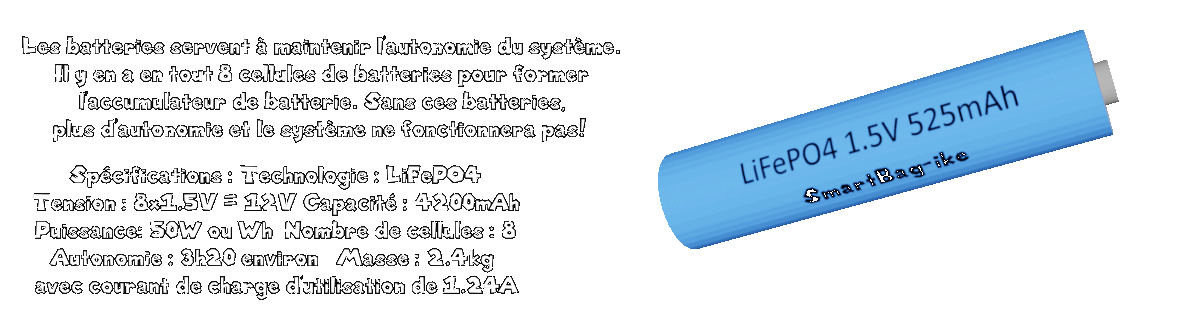 Les batteries servent à maintenir l'autonomie du système.
Il y en a en tout 8 cellules de batteries pour former
l'accumulateur de batterie. Sans ces batteries,
plus d'autonomie et le système ne fonctionnera pas!
Spécifications : Technologie : LiFePO4
Tension : 8x1.5V = 12V Capacité : 4200mAh
Puissance: 50W ou Wh Nombre de cellules : 8
Autonomie : 3h20 environ Masse : 2.4kg
avec courant de charge d'utilisation de 1.24A
LiFePO4 1.5V 525mAh
SmartBag-ike